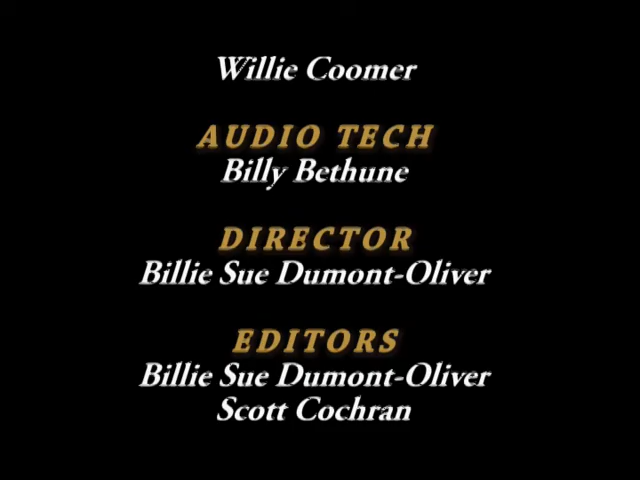 Willie Coomer
AUDIO TECH
Billy Bethune
DIRECTOR
Billie Sue Dumont-Oliver
EDITORS
Billie Sue Dumont-Oliver
Scott Cochran